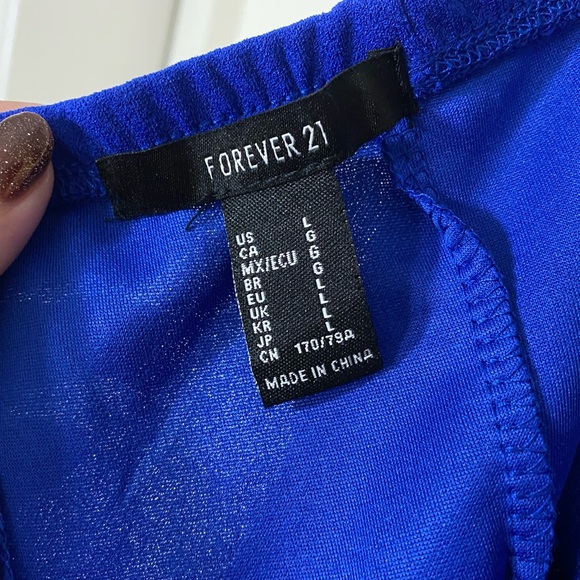 FOREVER 21
US L
CA G
MX/ECU G
BR G
EU L
UK L
KR L
JP L
CN 170/79A
MADE IN CHINA